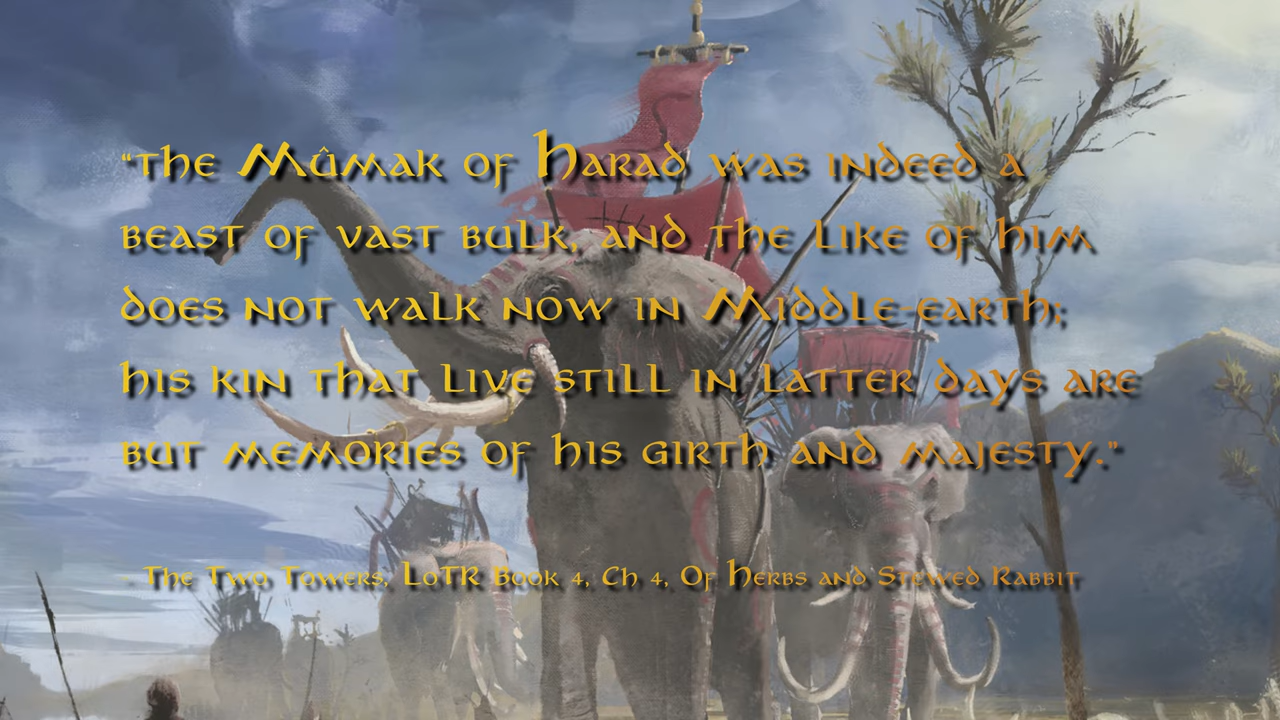 “The Mûmak of Harad was indeed a
beast of vast bulk, and the like of him
does not walk now in Middle-earth;
his kin that live still in latter days are
but memories of his girth and majesty.”
- The Two Towers, LoTR Book 4, Ch 4, Of Herbs and Stewed Rabbit